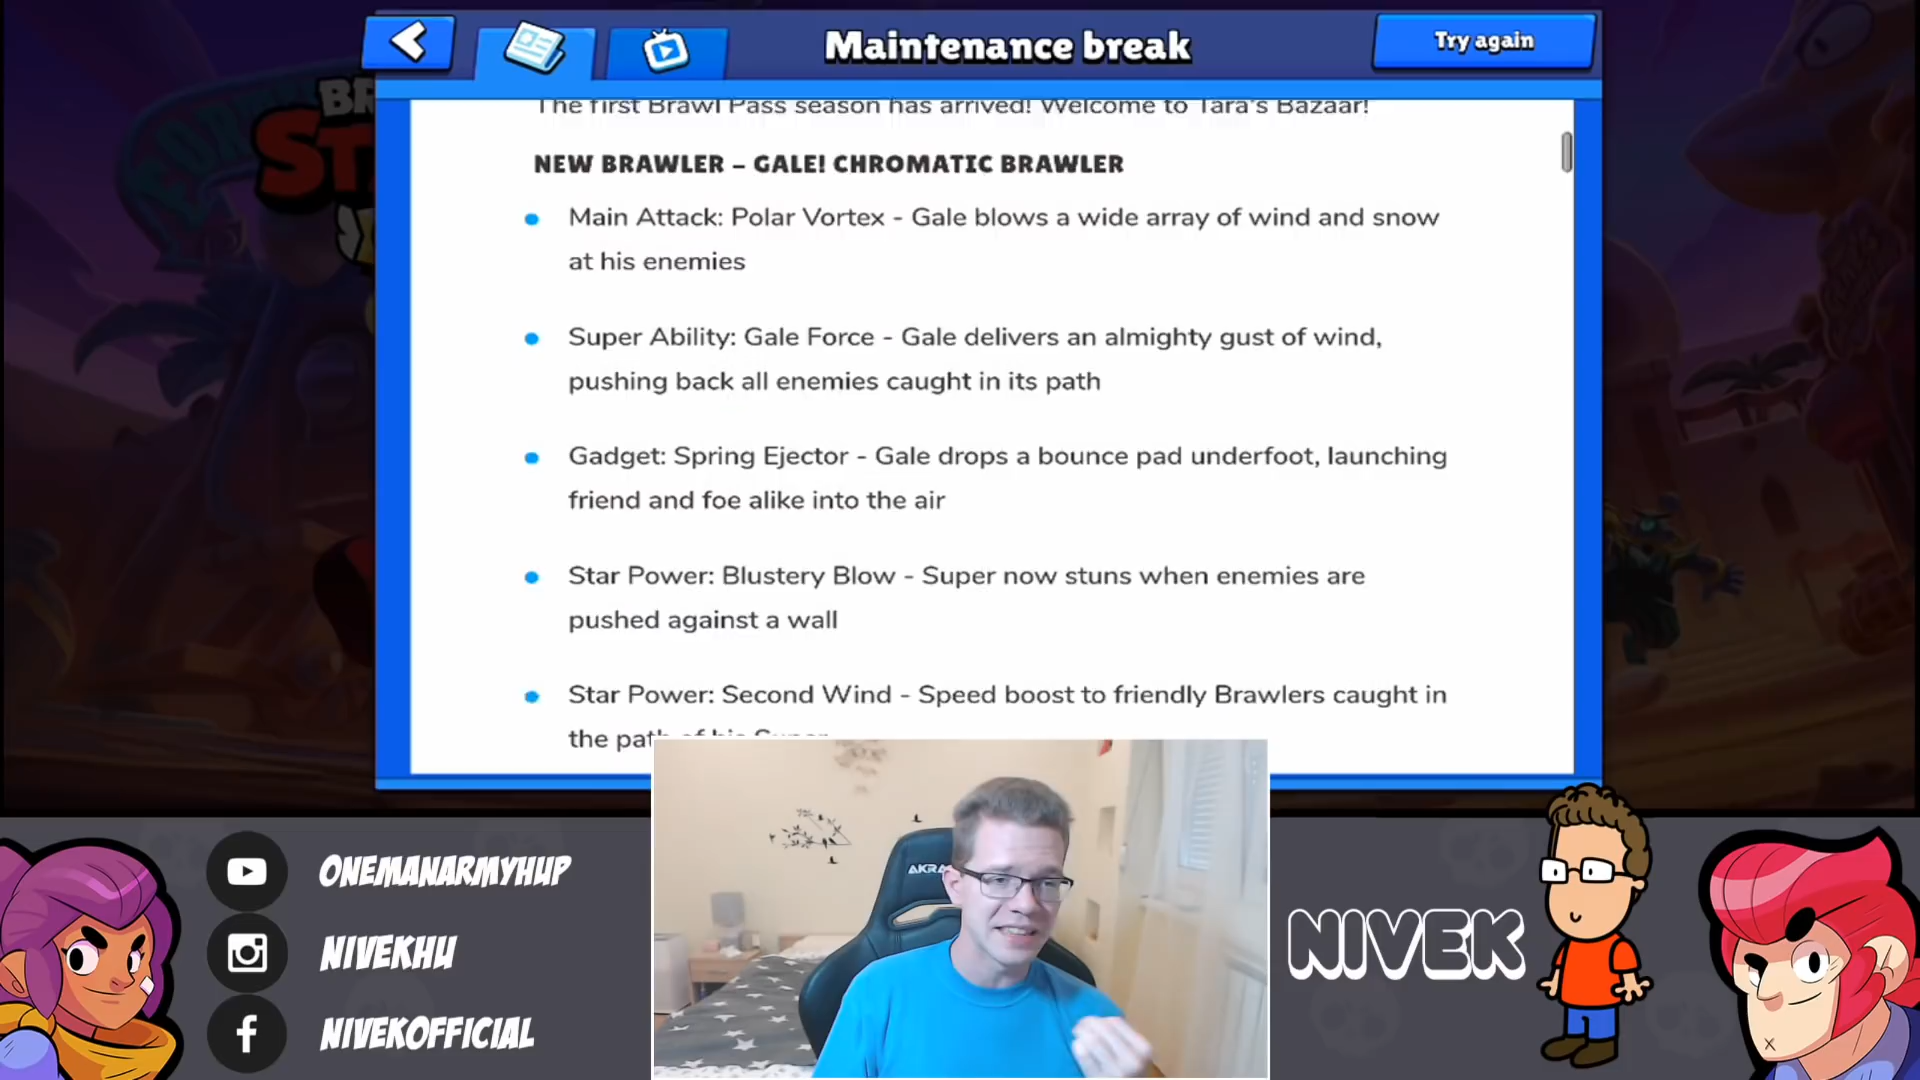 Maintenance break
Try again
The first Brawl Pass season has arrived! Welcome to Tara's Bazaar!
NEW BRAWLER – GALE! CHROMATIC BRAWLER
Main Attack: Polar Vortex - Gale blows a wide array of wind and snow
at his enemies
Super Ability: Gale Force - Gale delivers an almighty gust of wind,
pushing back all enemies caught in its path
Gadget: Spring Ejector - Gale drops a bounce pad underfoot, launching
friend and foe alike into the air
Star Power: Blustery Blow - Super now stuns when enemies are
pushed against a wall
Star Power: Second Wind - Speed boost to friendly Brawlers caught in
the path of his Super
ONEMANARMYHUP
NIVEKHU
NIVEKOFFICIAL
NIVEK